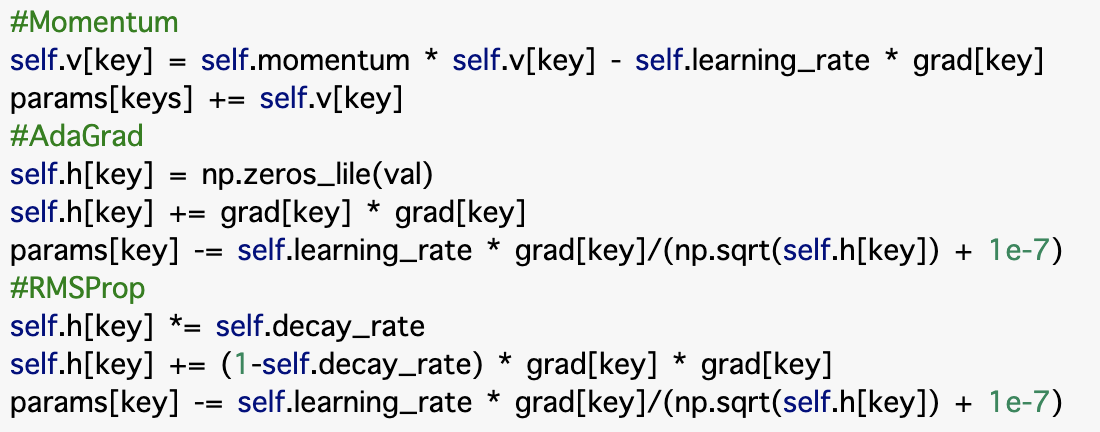 #Momentum
self.v[key] = self.momentum * self.v[key] - self.learning_rate * grad[key]
params[keys] += self.v[key]
#AdaGrad
self.h[key] = np.zeros_lile(val)
self.h[key] += grad[key] * grad[key]
params[key] -= self.learning_rate * grad[key]/(np.sqrt(self.h[key]) + 1e-7)
#RMSProp
self.h[key] *= self.decay_rate
self.h[key] += (1-self.decay_rate) * grad[key] * grad[key]
params[key] -= self.learning_rate * grad[key]/(np.sqrt(self.h[key]) + 1e-7)